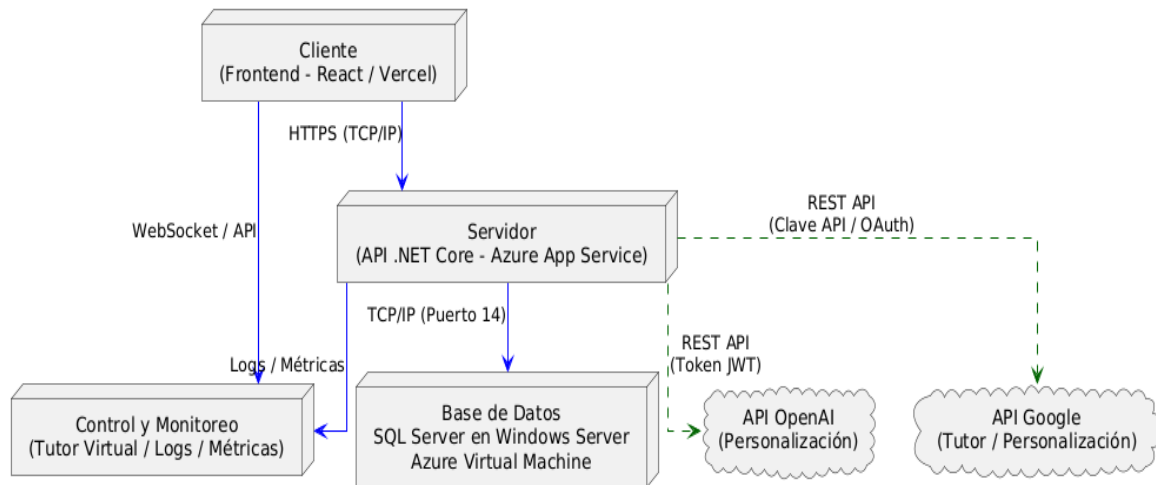 Cliente
(Frontend - React / Vercel)
HTTPS (TCP/IP)
WebSocket / API
Servidor
(API .NET Core - Azure App Service)
REST API
(Clave API / OAuth)
TCP/IP (Puerto 14)
Logs / Métricas
REST API
(Token JWT)
Control y Monitoreo
(Tutor Virtual / Logs / Métricas)
Base de Datos
SQL Server en Windows Server
Azure Virtual Machine
API OpenAI
(Personalización)
API Google
(Tutor / Personalización)